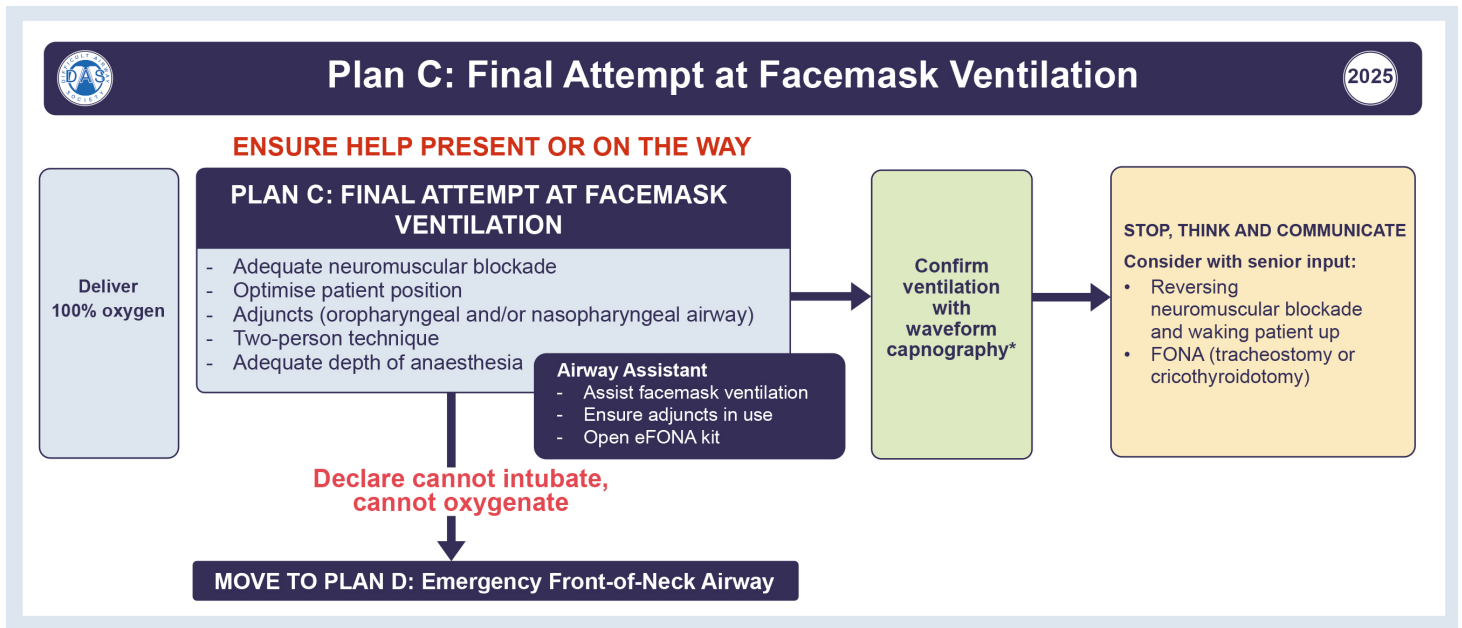 DIFFICULT AIRWAY
DAS
SOCIETY
Plan C: Final Attempt at Facemask Ventilation
2025
ENSURE HELP PRESENT OR ON THE WAY
Deliver
100% oxygen
PLAN C: FINAL ATTEMPT AT FACEMASK
VENTILATION
- Adequate neuromuscular blockade
- Optimise patient position
- Adjuncts (oropharyngeal and/or nasopharyngeal airway)
- Two-person technique
- Adequate depth of anaesthesia
Airway Assistant
- Assist facemask ventilation
- Ensure adjuncts in use
- Open eFONA kit
Confirm
ventilation
with
waveform
capnography*
STOP, THINK AND COMMUNICATE
Consider with senior input:
• Reversing
neuromuscular blockade
and waking patient up
• FONA (tracheostomy or
cricothyroidotomy)
Declare cannot intubate,
cannot oxygenate
MOVE TO PLAN D: Emergency Front-of-Neck Airway